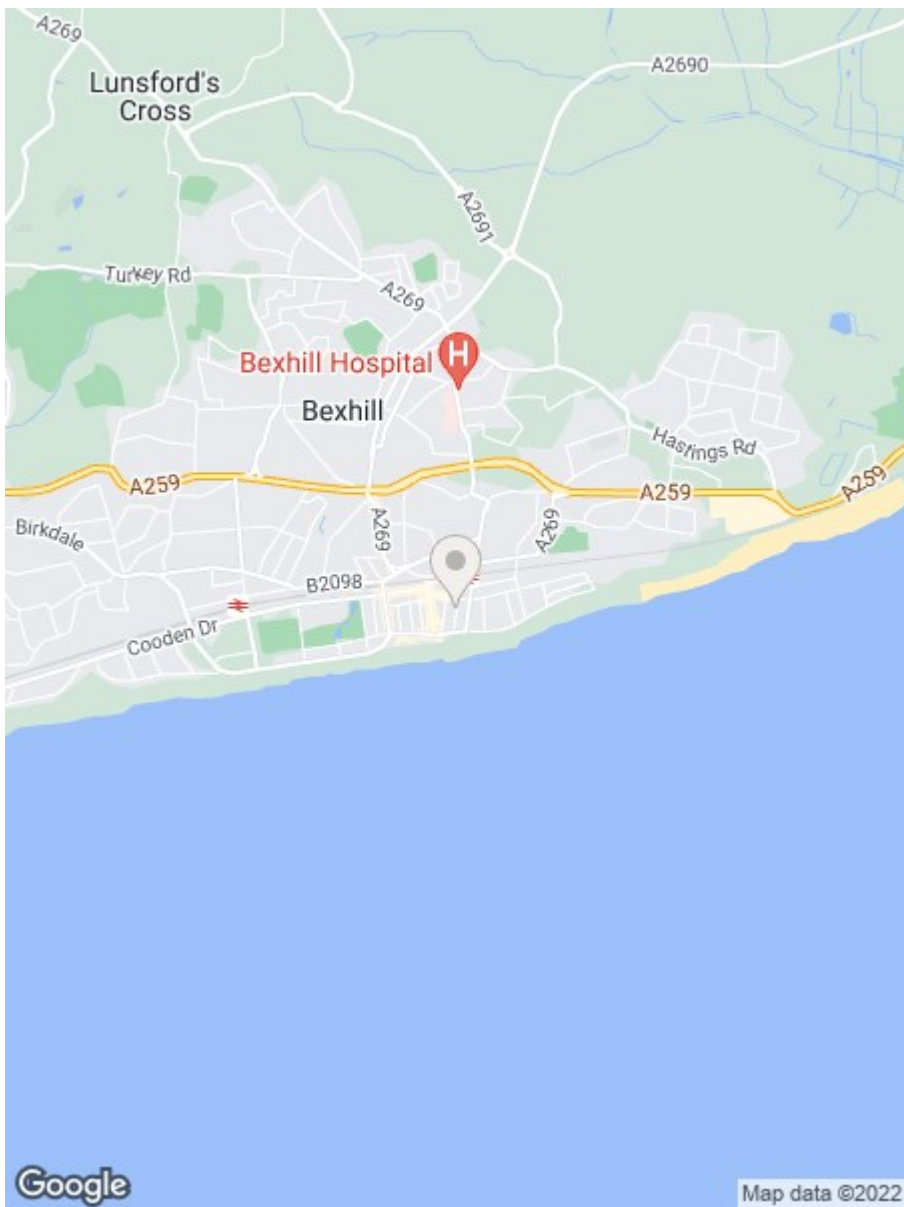 A269
A2690
Lunsford's
Cross
A2691
Turkey Rd
A269
Bexhill Hospital
H
Bexhill
Hastings Rd
A259
A259
A259
Birkdale
A269
A269
B2098
Cooden Dr
Google
Map data ©2022